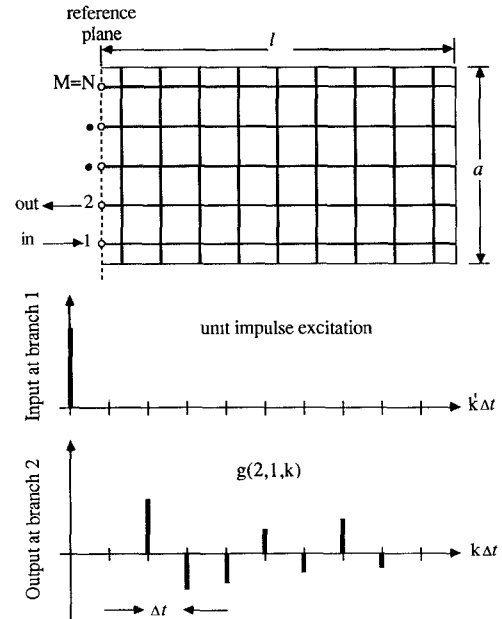 reference
plane
l
M=N
a
out
2
in
1
Input at branch 1
unit impulse excitation
k' Δt
Output at branch 2
g(2,1,k)
k Δt
Δt